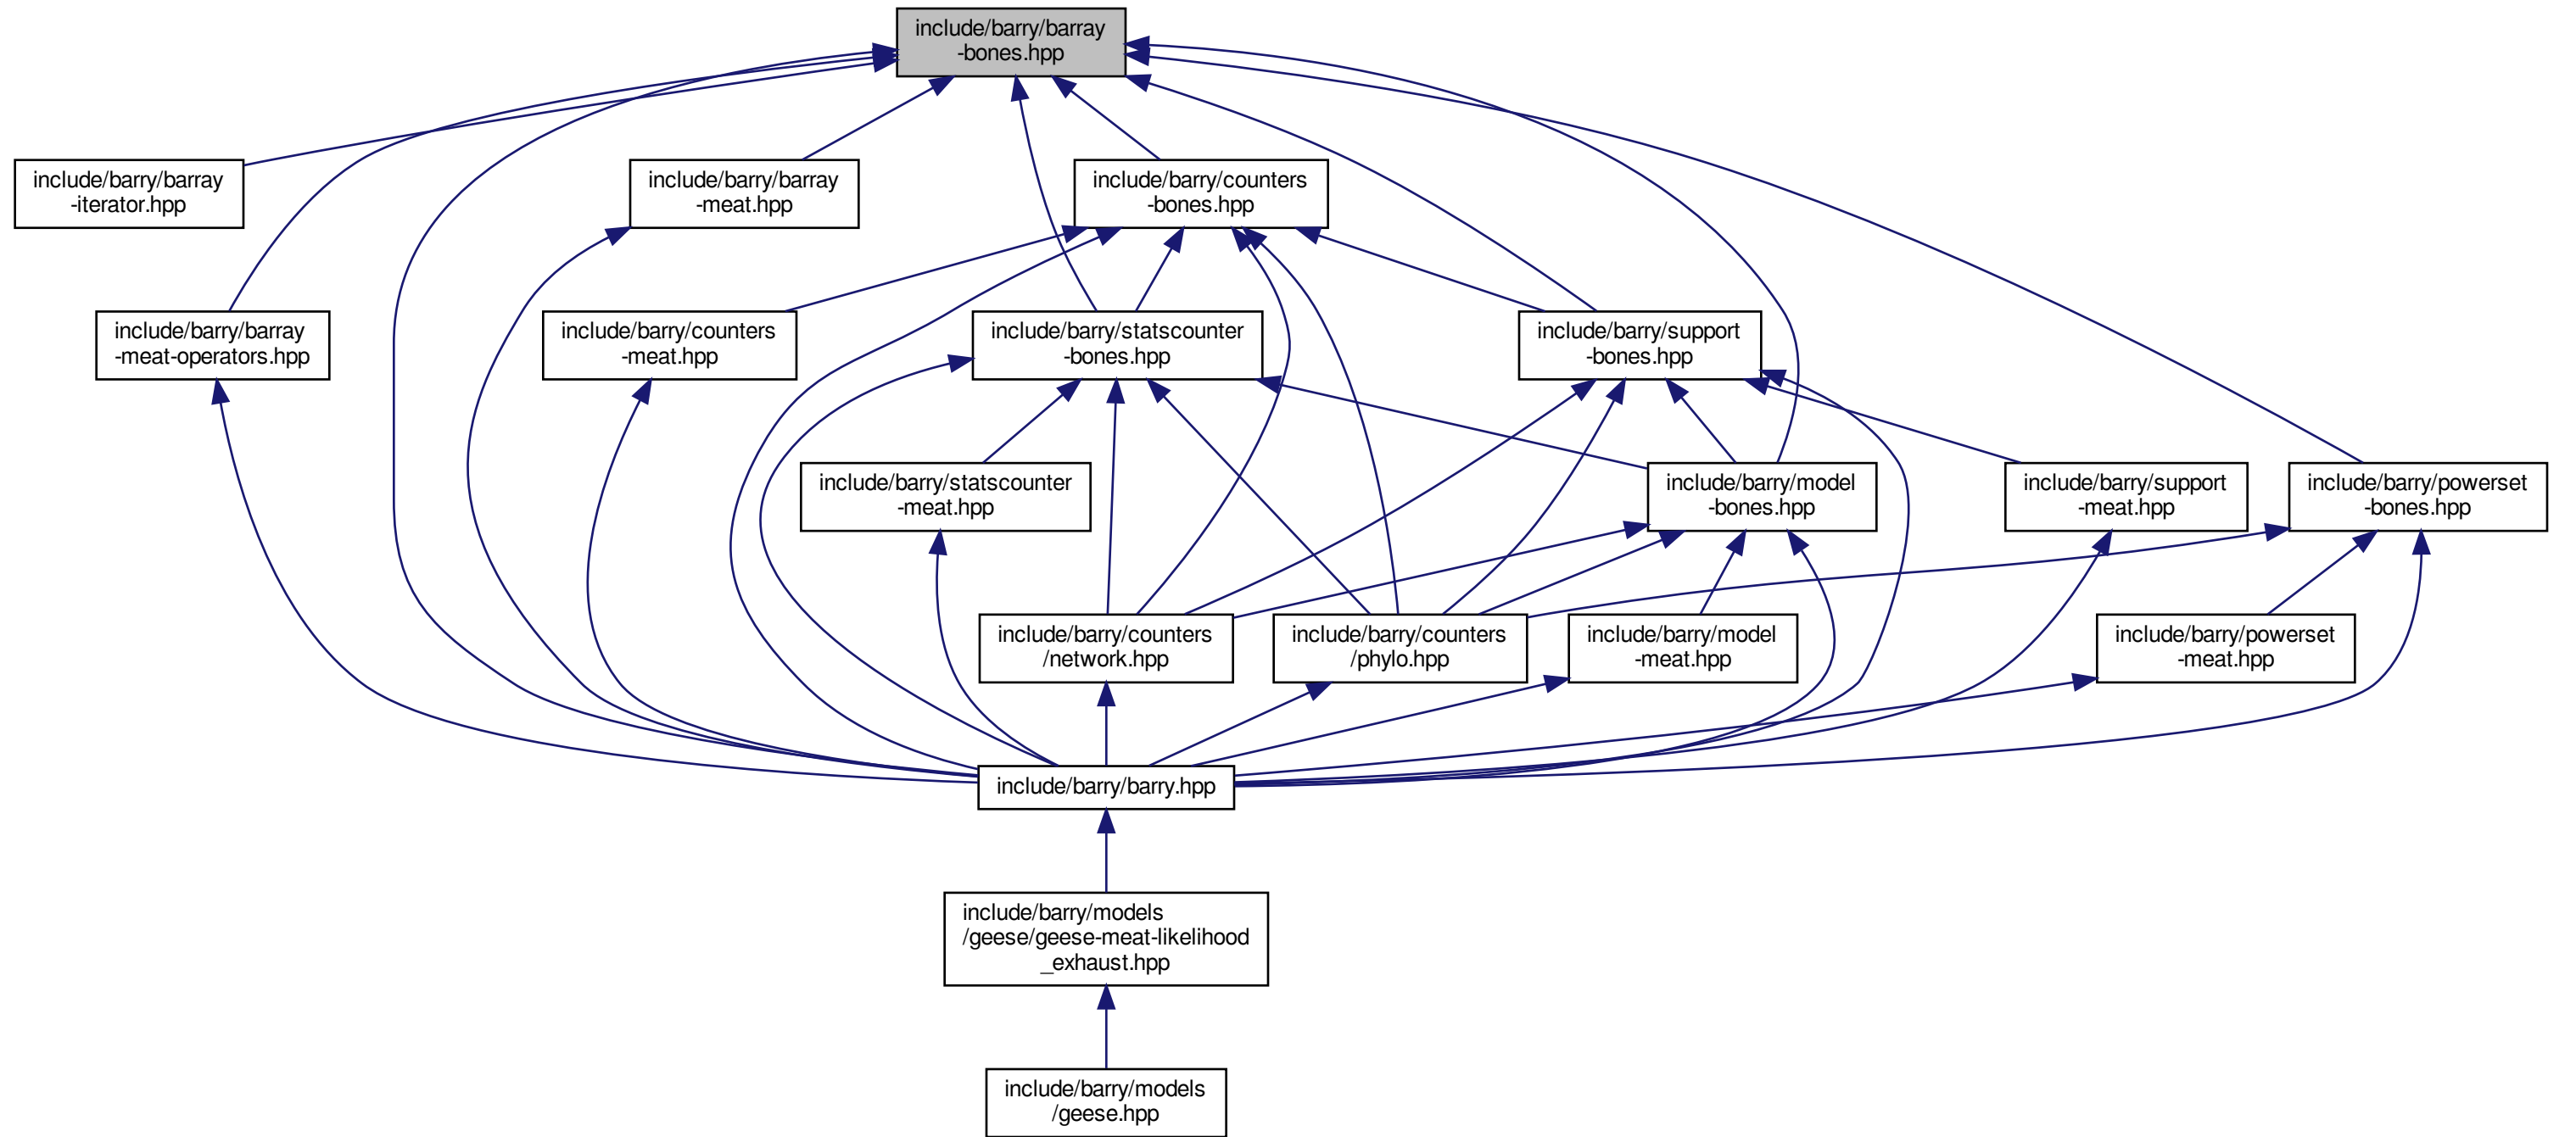 include/barry/barray
-bones.hpp
include/barry/barray
-iterator.hpp
include/barry/barray
-meat.hpp
include/barry/counters
-bones.hpp
include/barry/barray
-meat-operators.hpp
include/barry/counters
-meat.hpp
include/barry/statscounter
-bones.hpp
include/barry/support
-bones.hpp
include/barry/statscounter
-meat.hpp
include/barry/model
-bones.hpp
include/barry/support
-meat.hpp
include/barry/powerset
-bones.hpp
include/barry/counters
/network.hpp
include/barry/counters
/phylo.hpp
include/barry/model
-meat.hpp
include/barry/powerset
-meat.hpp
include/barry/barry.hpp
include/barry/models
/geese/geese-meat-likelihood
_exhaust.hpp
include/barry/models
/geese.hpp